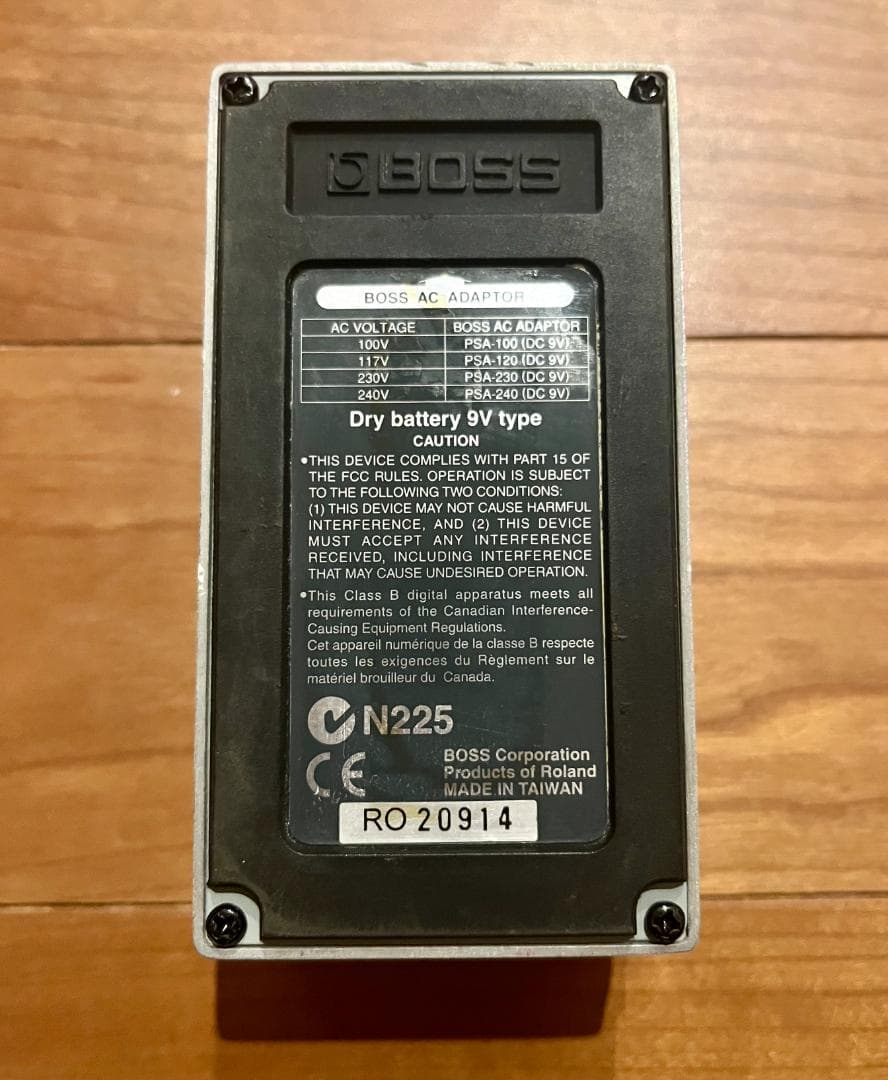 BOSS
BOSS AC ADAPTOR
AC VOLTAGE BOSS AC ADAPTOR
100V PSA-100 (DC 9V)
117V PSA-120 (DC 9V)
230V PSA-230 (DC 9V)
240V PSA-240 (DC 9V)
Dry battery 9V type
CAUTION
•THIS DEVICE COMPLIES WITH PART 15 OF
THE FCC RULES. OPERATION IS SUBJECT
TO THE FOLLOWING TWO CONDITIONS:
(1) THIS DEVICE MAY NOT CAUSE HARMFUL
INTERFERENCE, AND (2) THIS DEVICE
MUST ACCEPT ANY INTERFERENCE
RECEIVED, INCLUDING INTERFERENCE
THAT MAY CAUSE UNDESIRED OPERATION.
•This Class B digital apparatus meets all
requirements of the Canadian Interference-
Causing Equipment Regulations.
Cet appareil numérique de la classe B respecte
toutes les exigences du Règlement sur le
matériel brouilleur du Canada.
N225
CE
BOSS Corporation
Products of Roland
MADE IN TAIWAN
RO 20914